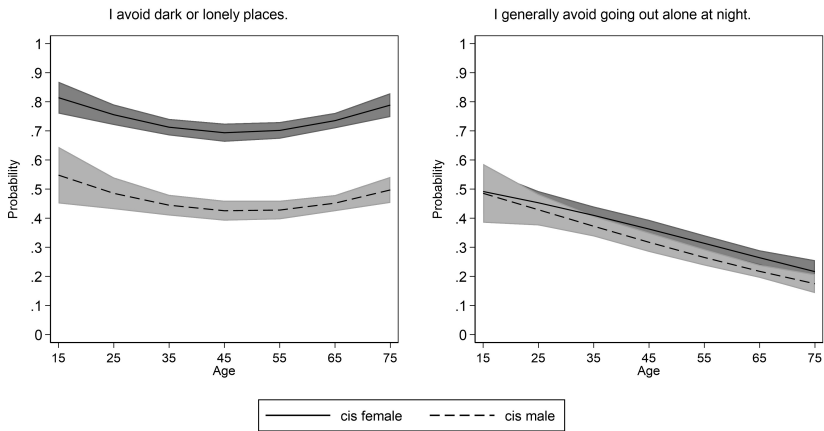 I avoid dark or lonely places.
1
.9
.8
.7
.6
.5
.4
.3
.2
.1
0
Probability
15 25 35 45 55 65 75
Age
I generally avoid going out alone at night.
1
.9
.8
.7
.6
.5
.4
.3
.2
.1
0
Probability
15 25 35 45 55 65 75
Age
cis female cis male